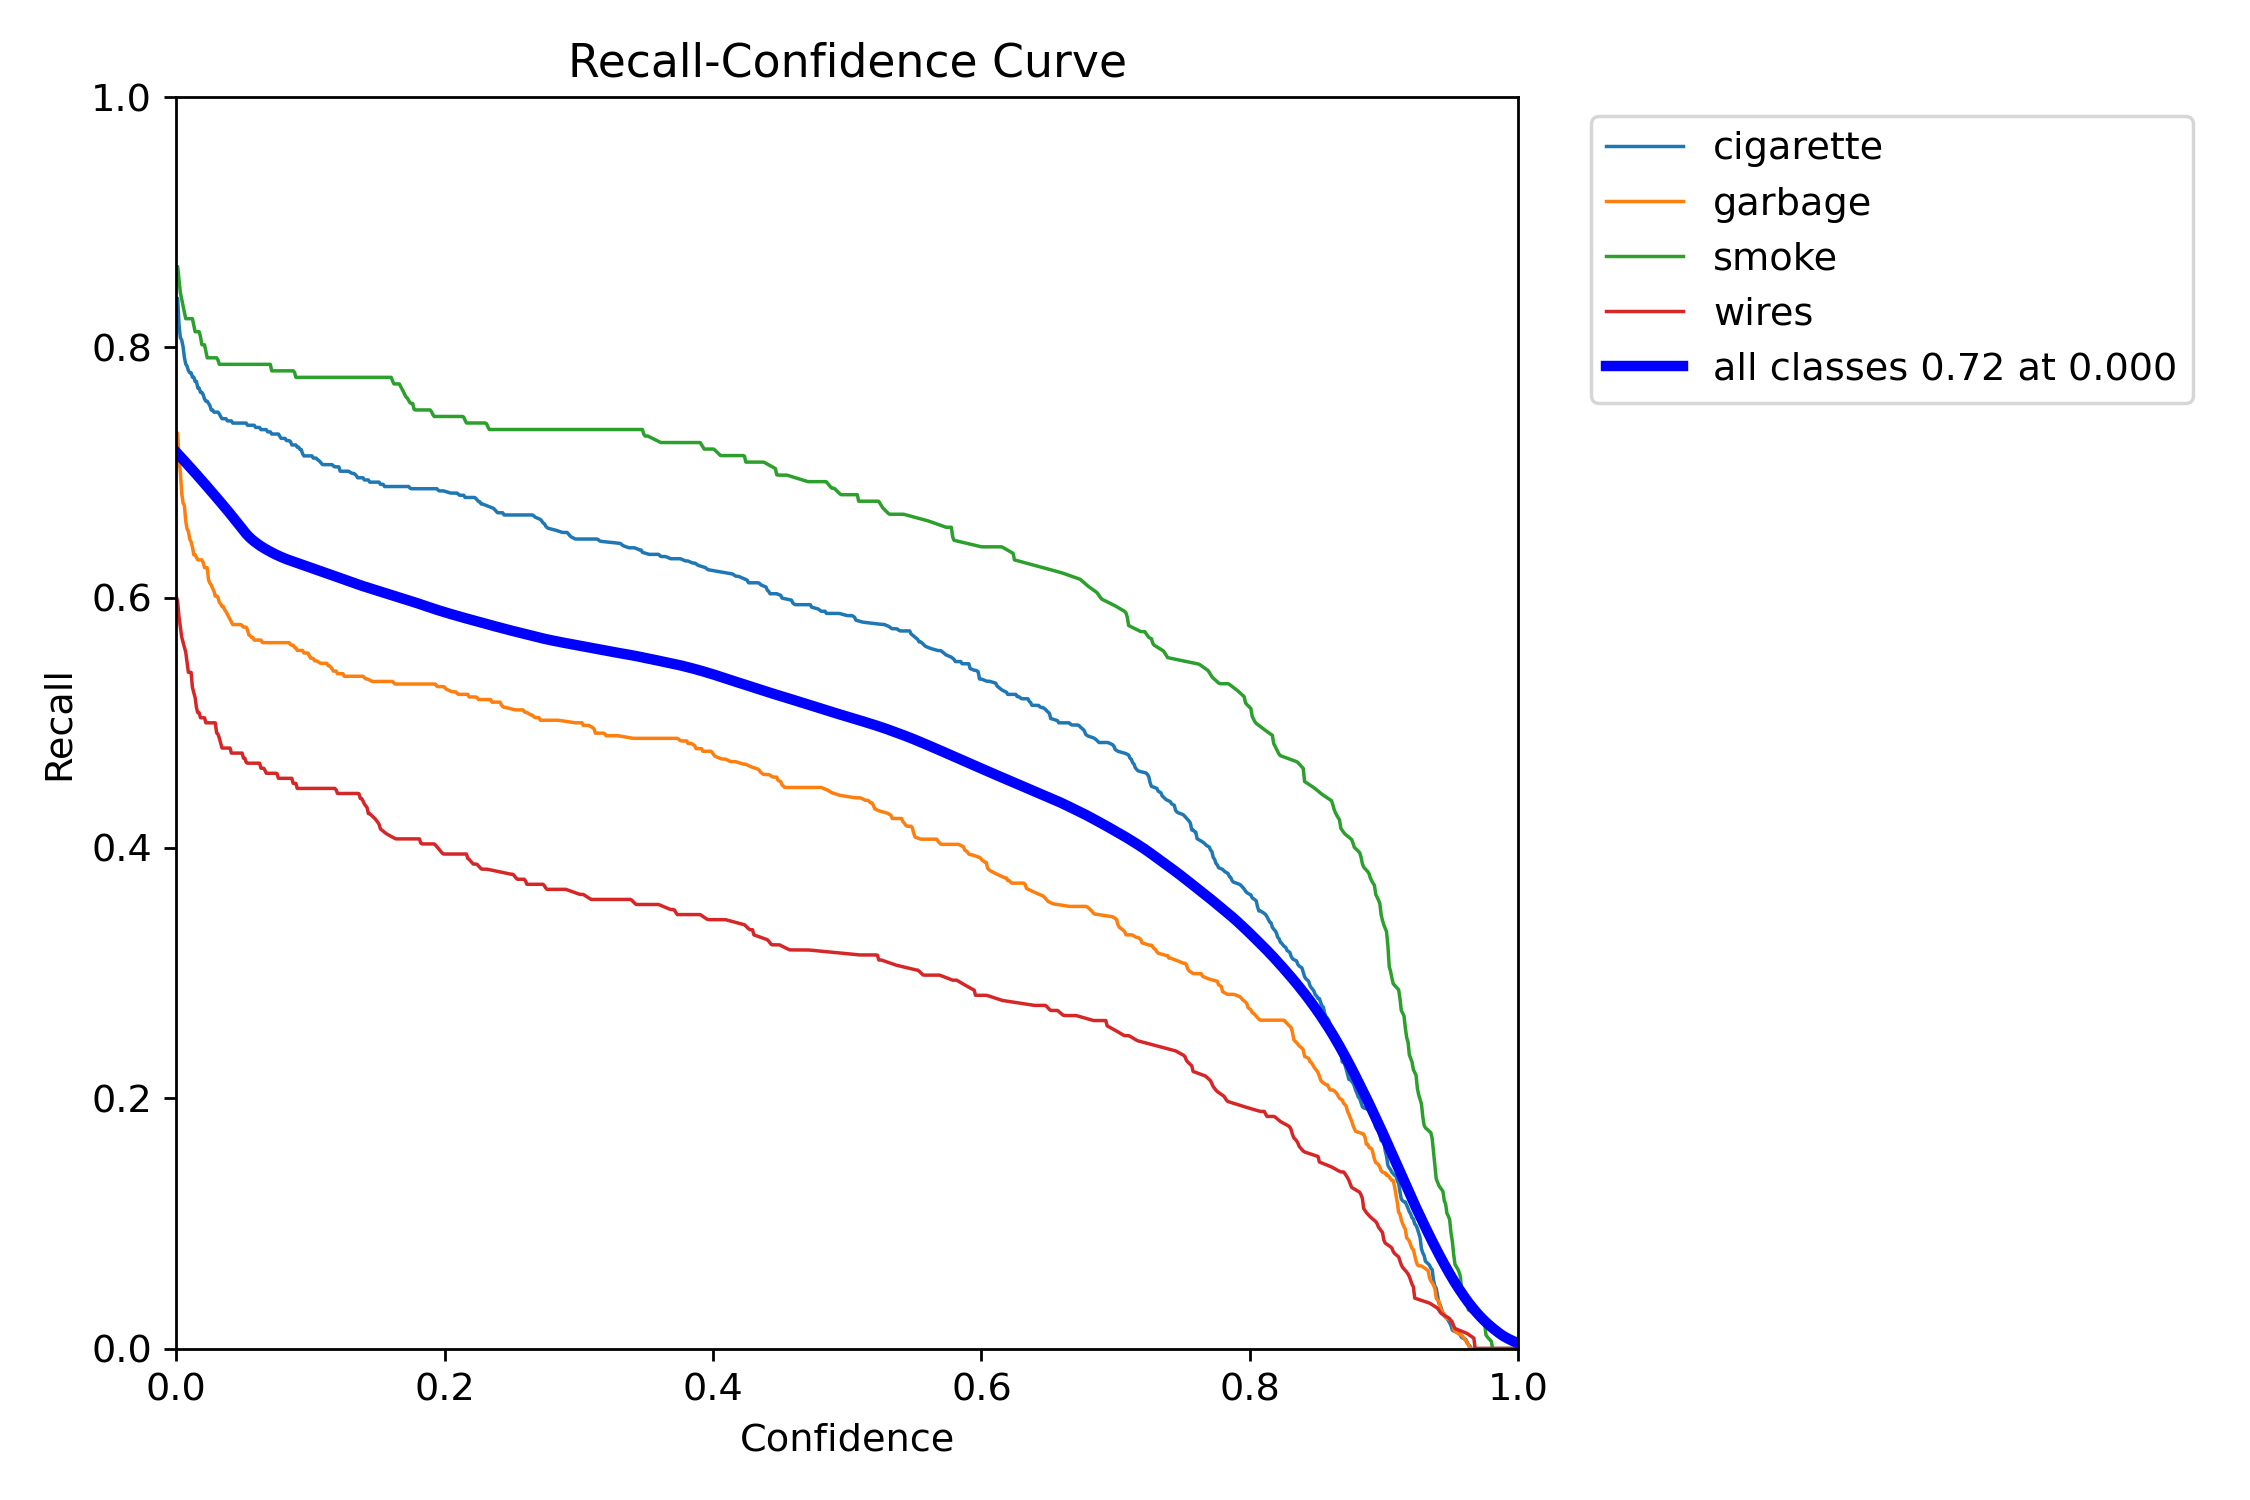 Recall-Confidence Curve
1.0
0.8
0.6
0.4
0.2
0.0
Recall
0.0 0.2 0.4 0.6 0.8 1.0
Confidence
cigarette
garbage
smoke
wires
all classes 0.72 at 0.000